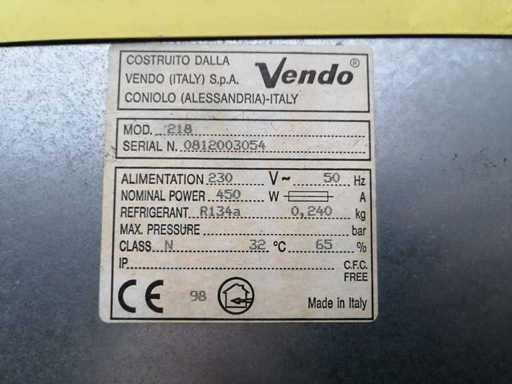 COSTRUITO DALLA
VENDO (ITALY) S.p.A. Vendo®
CONIOLO (ALESSANDRIA)-ITALY
MOD. 218
SERIAL N. 0812003054
ALIMENTATION 230 V~ 50 Hz
NOMINAL POWER 450 W A
REFRIGERANT R134a 0,240 kg
MAX. PRESSURE bar
CLASS N 32 °C 65 %
IP C.F.C.
FREE
CE 98 Made in Italy